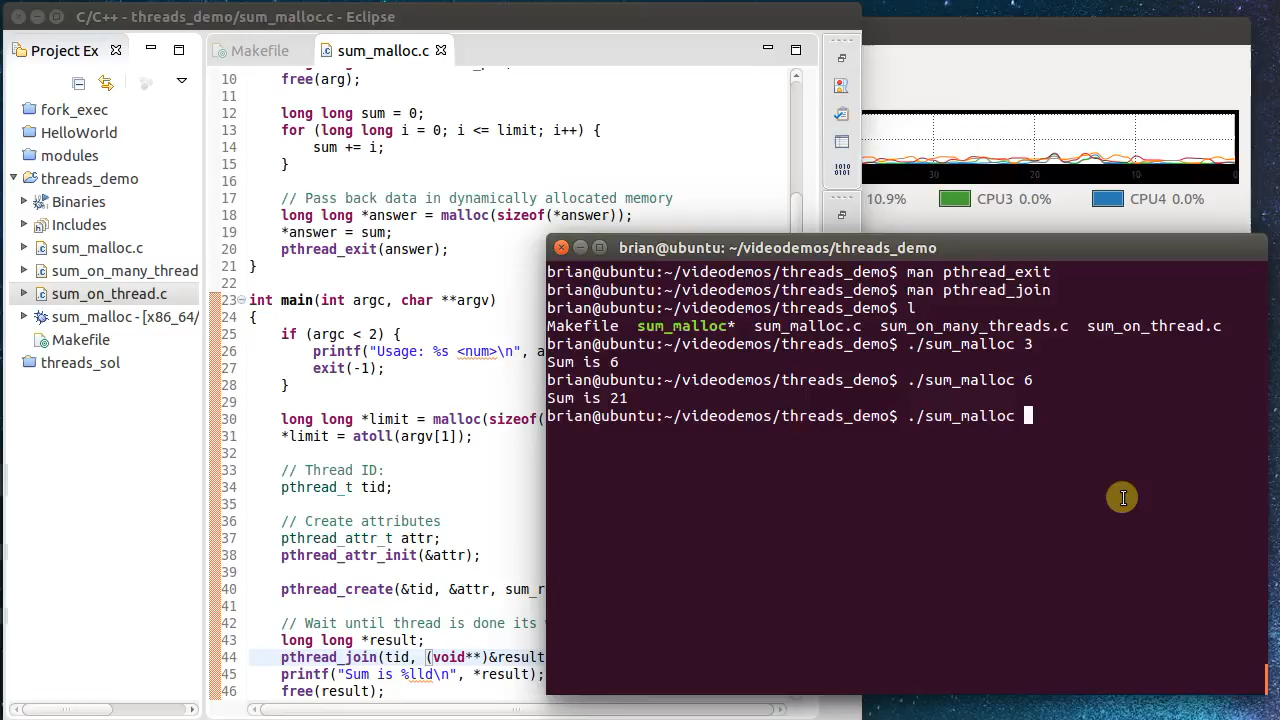 C/C++ - threads_demo/sum_malloc.c - Eclipse
Project Ex
Makefile
sum_malloc.c
fork_exec
HelloWorld
modules
threads_demo
Binaries
Includes
sum_malloc.c
sum_on_many_thread
sum_on_thread.c
sum_malloc - [x86_64/
Makefile
threads_sol
10 free(arg);
11
12 long long sum = 0;
13 for (long long i = 0; i <= limit; i++) {
14 sum += i;
15 }
16
17 // Pass back data in dynamically allocated memory
18 long long *answer = malloc(sizeof(*answer));
19 *answer = sum;
20 pthread_exit(answer);
21 }
22
23 int main(int argc, char **argv)
24 {
25 if (argc < 2) {
26 printf("Usage: %s <num>\n", a
27 exit(-1);
28 }
29
30 long long *limit = malloc(sizeof(
31 *limit = atoll(argv[1]);
32
33 // Thread ID:
34 pthread_t tid;
35
36 // Create attributes
37 pthread_attr_t attr;
38 pthread_attr_init(&attr);
39
40 pthread_create(&tid, &attr, sum_r
41
42 // Wait until thread is done its w
43 long long *result;
44 pthread_join(tid, (void**)&result
45 printf("Sum is %lld\n", *result);
46 free(result);
1010
0101
30 20 10 0
10.9% CPU3 0.0% CPU4 0.0%
brian@ubuntu: ~/videodemos/threads_demo
brian@ubuntu:~/videodemos/threads_demo$ man pthread_exit
brian@ubuntu:~/videodemos/threads_demo$ man pthread_join
brian@ubuntu:~/videodemos/threads_demo$ l
Makefile sum_malloc* sum_malloc.c sum_on_many_threads.c sum_on_thread.c
brian@ubuntu:~/videodemos/threads_demo$ ./sum_malloc 3
Sum is 6
brian@ubuntu:~/videodemos/threads_demo$ ./sum_malloc 6
Sum is 21
brian@ubuntu:~/videodemos/threads_demo$ ./sum_malloc